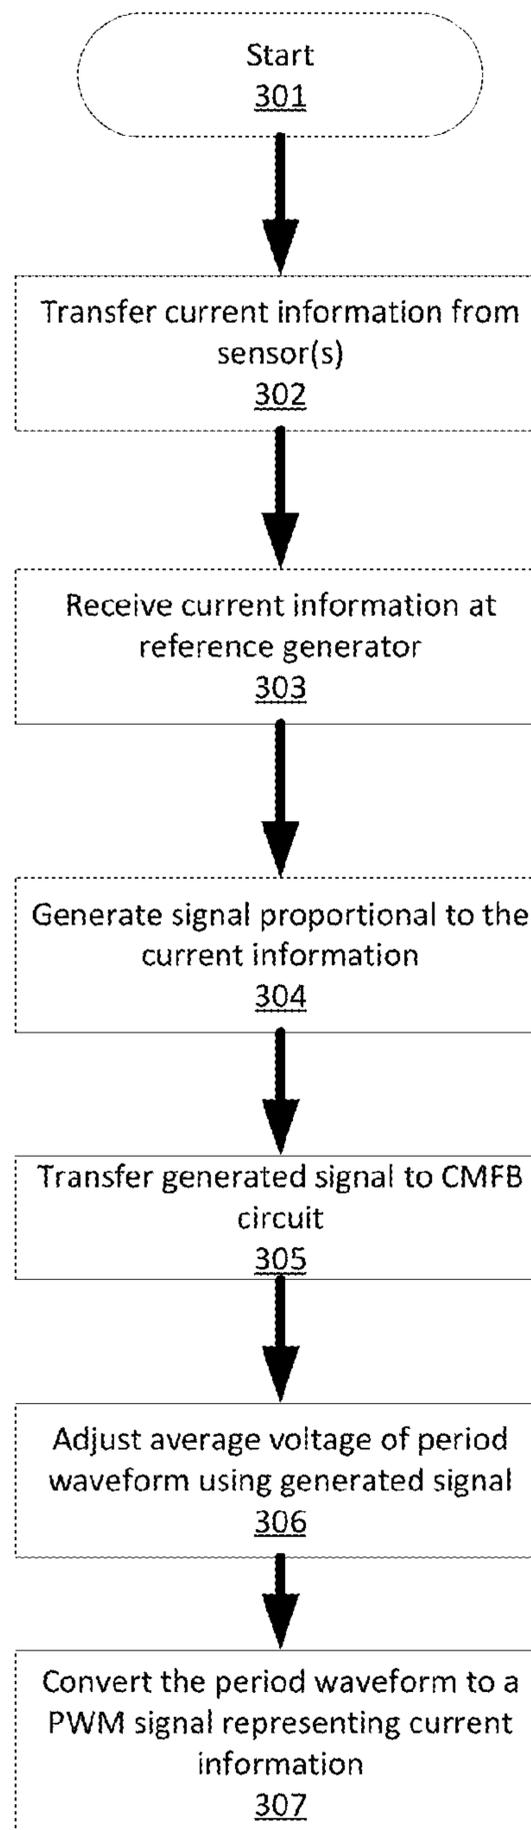 Start
301
Transfer current information from
sensor(s)
302
Receive current information at
reference generator
303
Generate signal proportional to the
current information
304
Transfer generated signal to CMFB
circuit
305
Adjust average voltage of period
waveform using generated signal
306
Convert the period waveform to a
PWM signal representing current
information
307